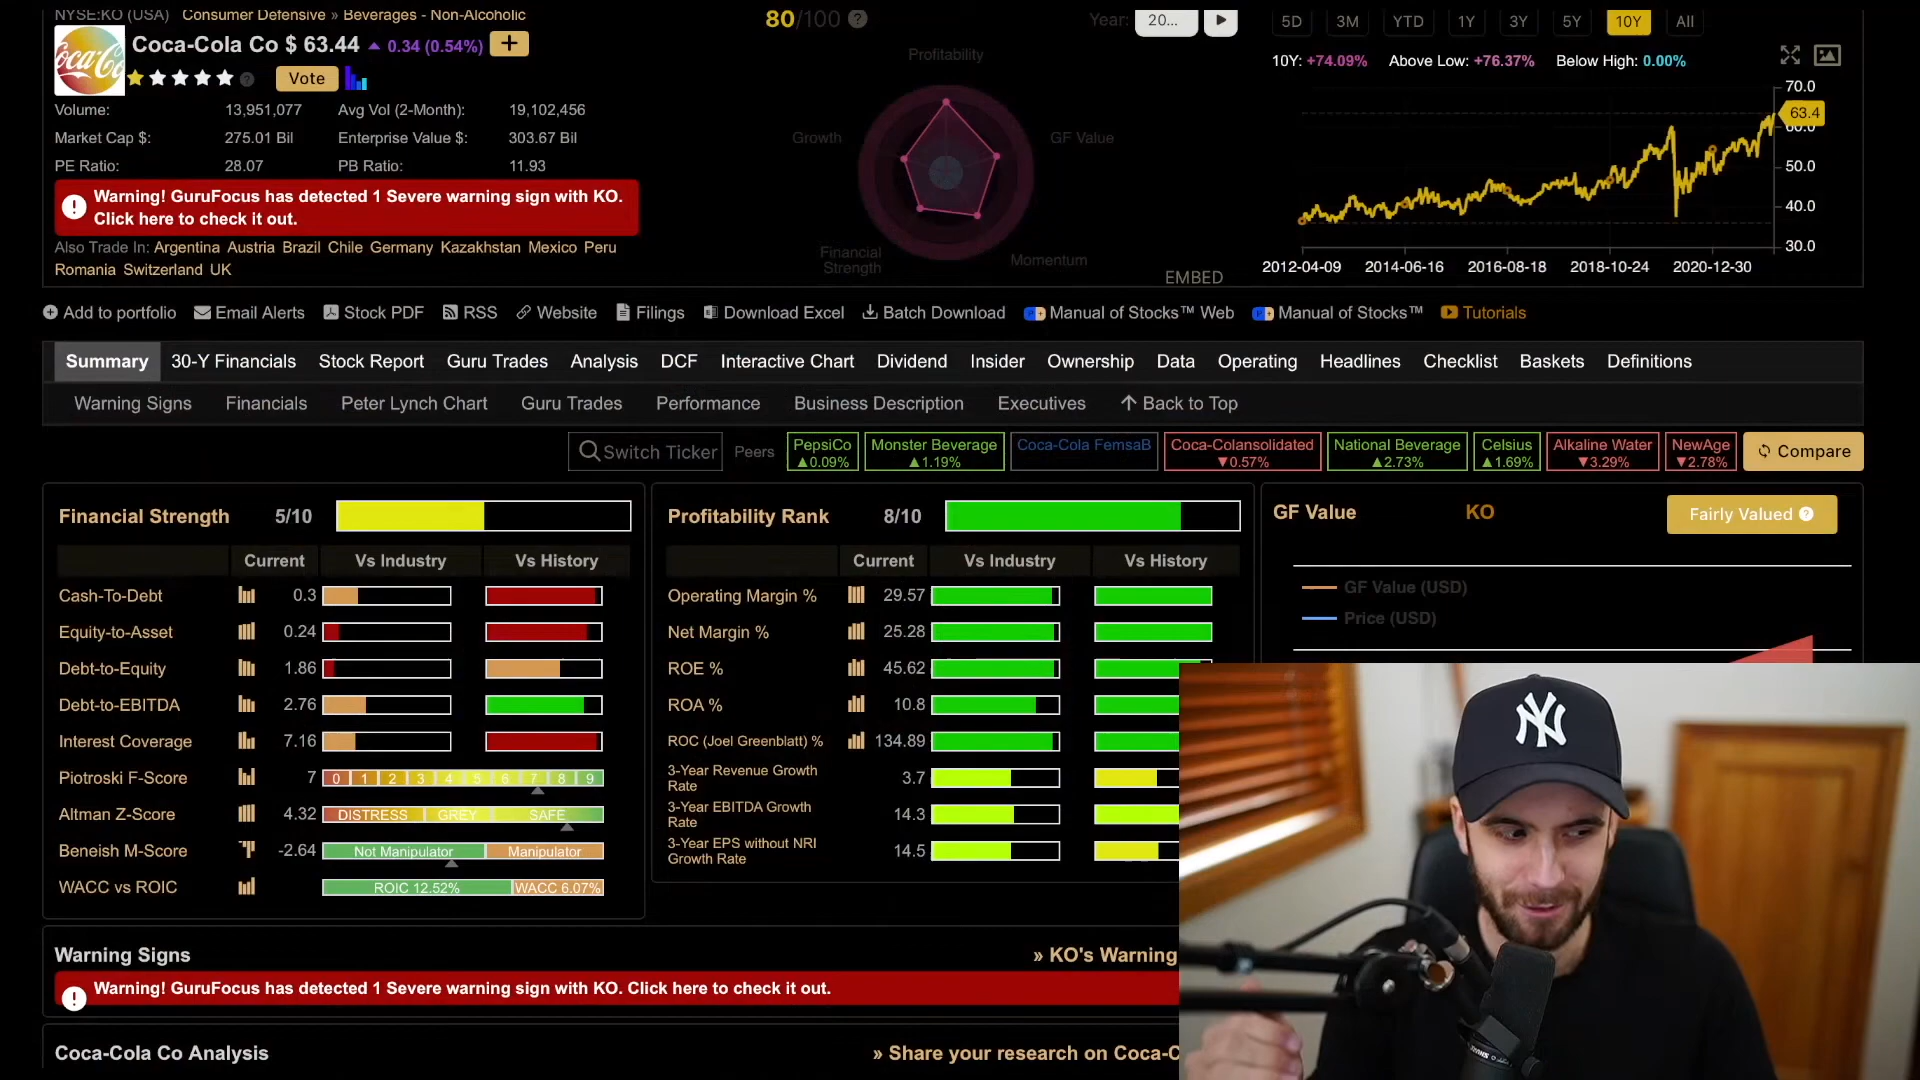 NYSE:KO (USA) Consumer Defensive » Beverages - Non-Alcoholic
Coca-Cola Co $ 63.44 0.34 (0.54%) +
Vote
Volume: 13,951,077 Avg Vol (2-Month): 19,102,456
Market Cap $: 275.01 Bil Enterprise Value $: 303.67 Bil
PE Ratio: 28.07 PB Ratio: 11.93
Warning! GuruFocus has detected 1 Severe warning sign with KO.
Click here to check it out.
Also Trade In: Argentina Austria Brazil Chile Germany Kazakhstan Mexico Peru
Romania Switzerland UK
80/100 ?
Year: 20...
Profitability
Growth GF Value
Financial
Strength
Momentum
EMBED
5D 3M YTD 1Y 3Y 5Y 10Y All
10Y: +74.09% Above Low: +76.37% Below High: 0.00%
70.0
63.4
60.0
50.0
40.0
30.0
2012-04-09 2014-06-16 2016-08-18 2018-10-24 2020-12-30
Add to portfolio Email Alerts Stock PDF RSS Website Filings Download Excel Batch Download Manual of Stocks™ Web Manual of Stocks™ Tutorials
Summary 30-Y Financials Stock Report Guru Trades Analysis DCF Interactive Chart Dividend Insider Ownership Data Operating Headlines Checklist Baskets Definitions
Warning Signs Financials Peter Lynch Chart Guru Trades Performance Business Description Executives Back to Top
Switch Ticker Peers
PepsiCo Monster Beverage Coca-Cola FemsaB Coca-Colansolidated National Beverage Celsius Alkaline Water NewAge
▲0.09% ▲1.19% ▼0.57% ▲2.73% ▲1.69% ▼3.29% ▼2.78%
Compare
Financial Strength 5/10
Current Vs Industry Vs History
Cash-To-Debt 0.3
Equity-to-Asset 0.24
Debt-to-Equity 1.86
Debt-to-EBITDA 2.76
Interest Coverage 7.16
Piotroski F-Score 7 0 1 2 3 4 5 6 7 8 9
Altman Z-Score 4.32 DISTRESS GREY SAFE
Beneish M-Score -2.64 Not Manipulator Manipulator
WACC vs ROIC ROIC 12.52% WACC 6.07%
Profitability Rank 8/10
Current Vs Industry Vs History
Operating Margin % 29.57
Net Margin % 25.28
ROE % 45.62
ROA % 10.8
ROC (Joel Greenblatt) % 134.89
3-Year Revenue Growth
Rate 3.7
3-Year EBITDA Growth
Rate 14.3
3-Year EPS without NRI
Growth Rate 14.5
GF Value KO Fairly Valued ?
GF Value (USD)
Price (USD)
NY
Warning Signs » KO's Warning
Warning! GuruFocus has detected 1 Severe warning sign with KO. Click here to check it out.
Coca-Cola Co Analysis » Share your research on Coca-C